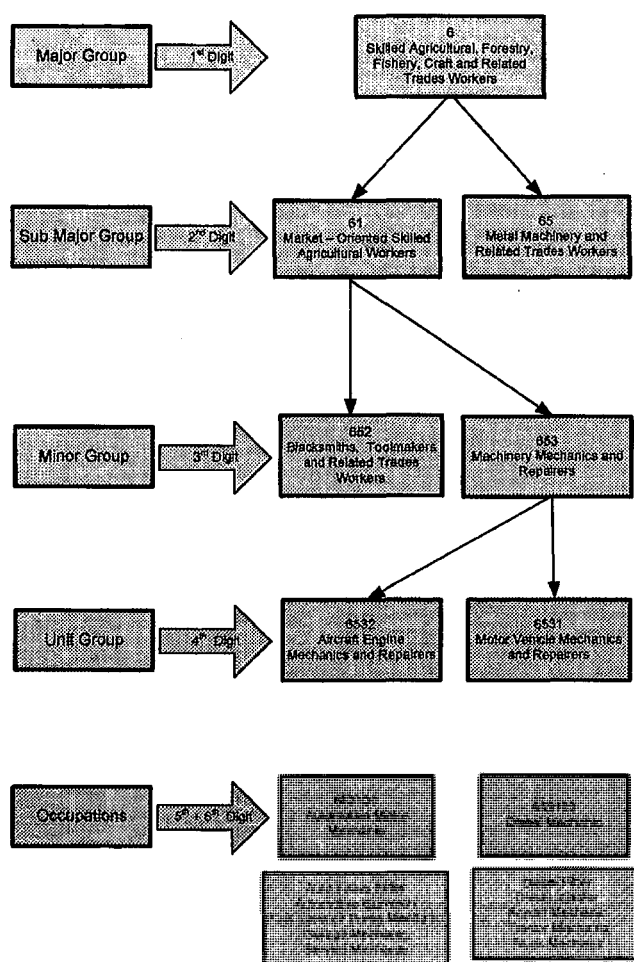 Major Group
1st Digit
6
Skilled Agricultural, Forestry,
Fishery, Craft and Related
Trades Workers
Sub Major Group
2nd Digit
61
Market – Oriented Skilled
Agricultural Workers
65
Metal Machinery and
Related Trades Workers
Minor Group
3rd Digit
652
Blacksmiths, Toolmakers
and Related Trades
Workers
653
Machinery Mechanics and
Repairers
Unit Group
4th Digit
6532
Aircraft Engine
Mechanics and Repairers
6531
Motor Vehicle Mechanics
and Repairers
Occupations
5th + 6th Digit
Mechanic
Diesel Mechanic